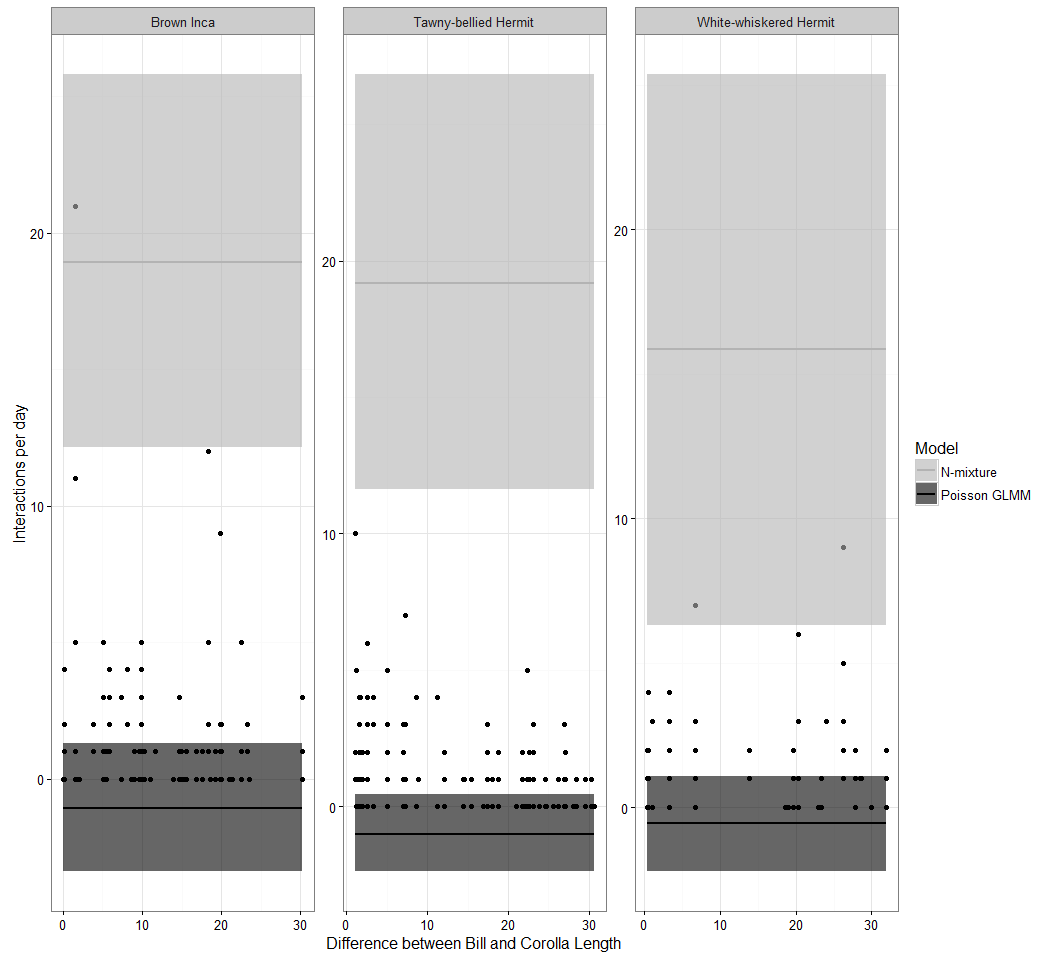 Brown Inca
Tawny-bellied Hermit
White-whiskered Hermit
Interactions per day
20
10
0
20
10
0
20
10
0
0 10 20 30
0 10 20 30
0 10 20 30
Difference between Bill and Corolla Length
Model
N-mixture
Poisson GLMM